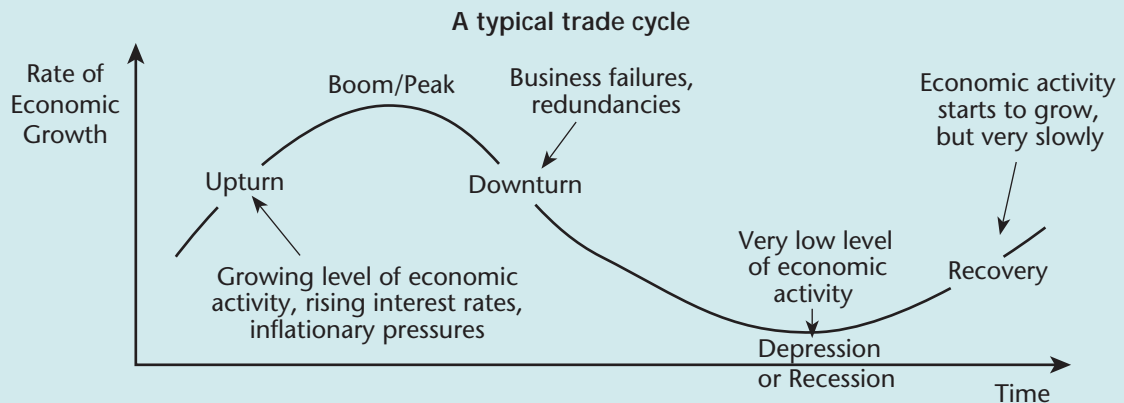 A typical trade cycle
Rate of
Economic
Growth
Boom/Peak
Business failures,
redundancies
Economic activity
starts to grow,
but very slowly
Upturn
Downturn
Growing level of economic
activity, rising interest rates,
inflationary pressures
Very low level
of economic
activity
Recovery
Depression
or Recession
Time